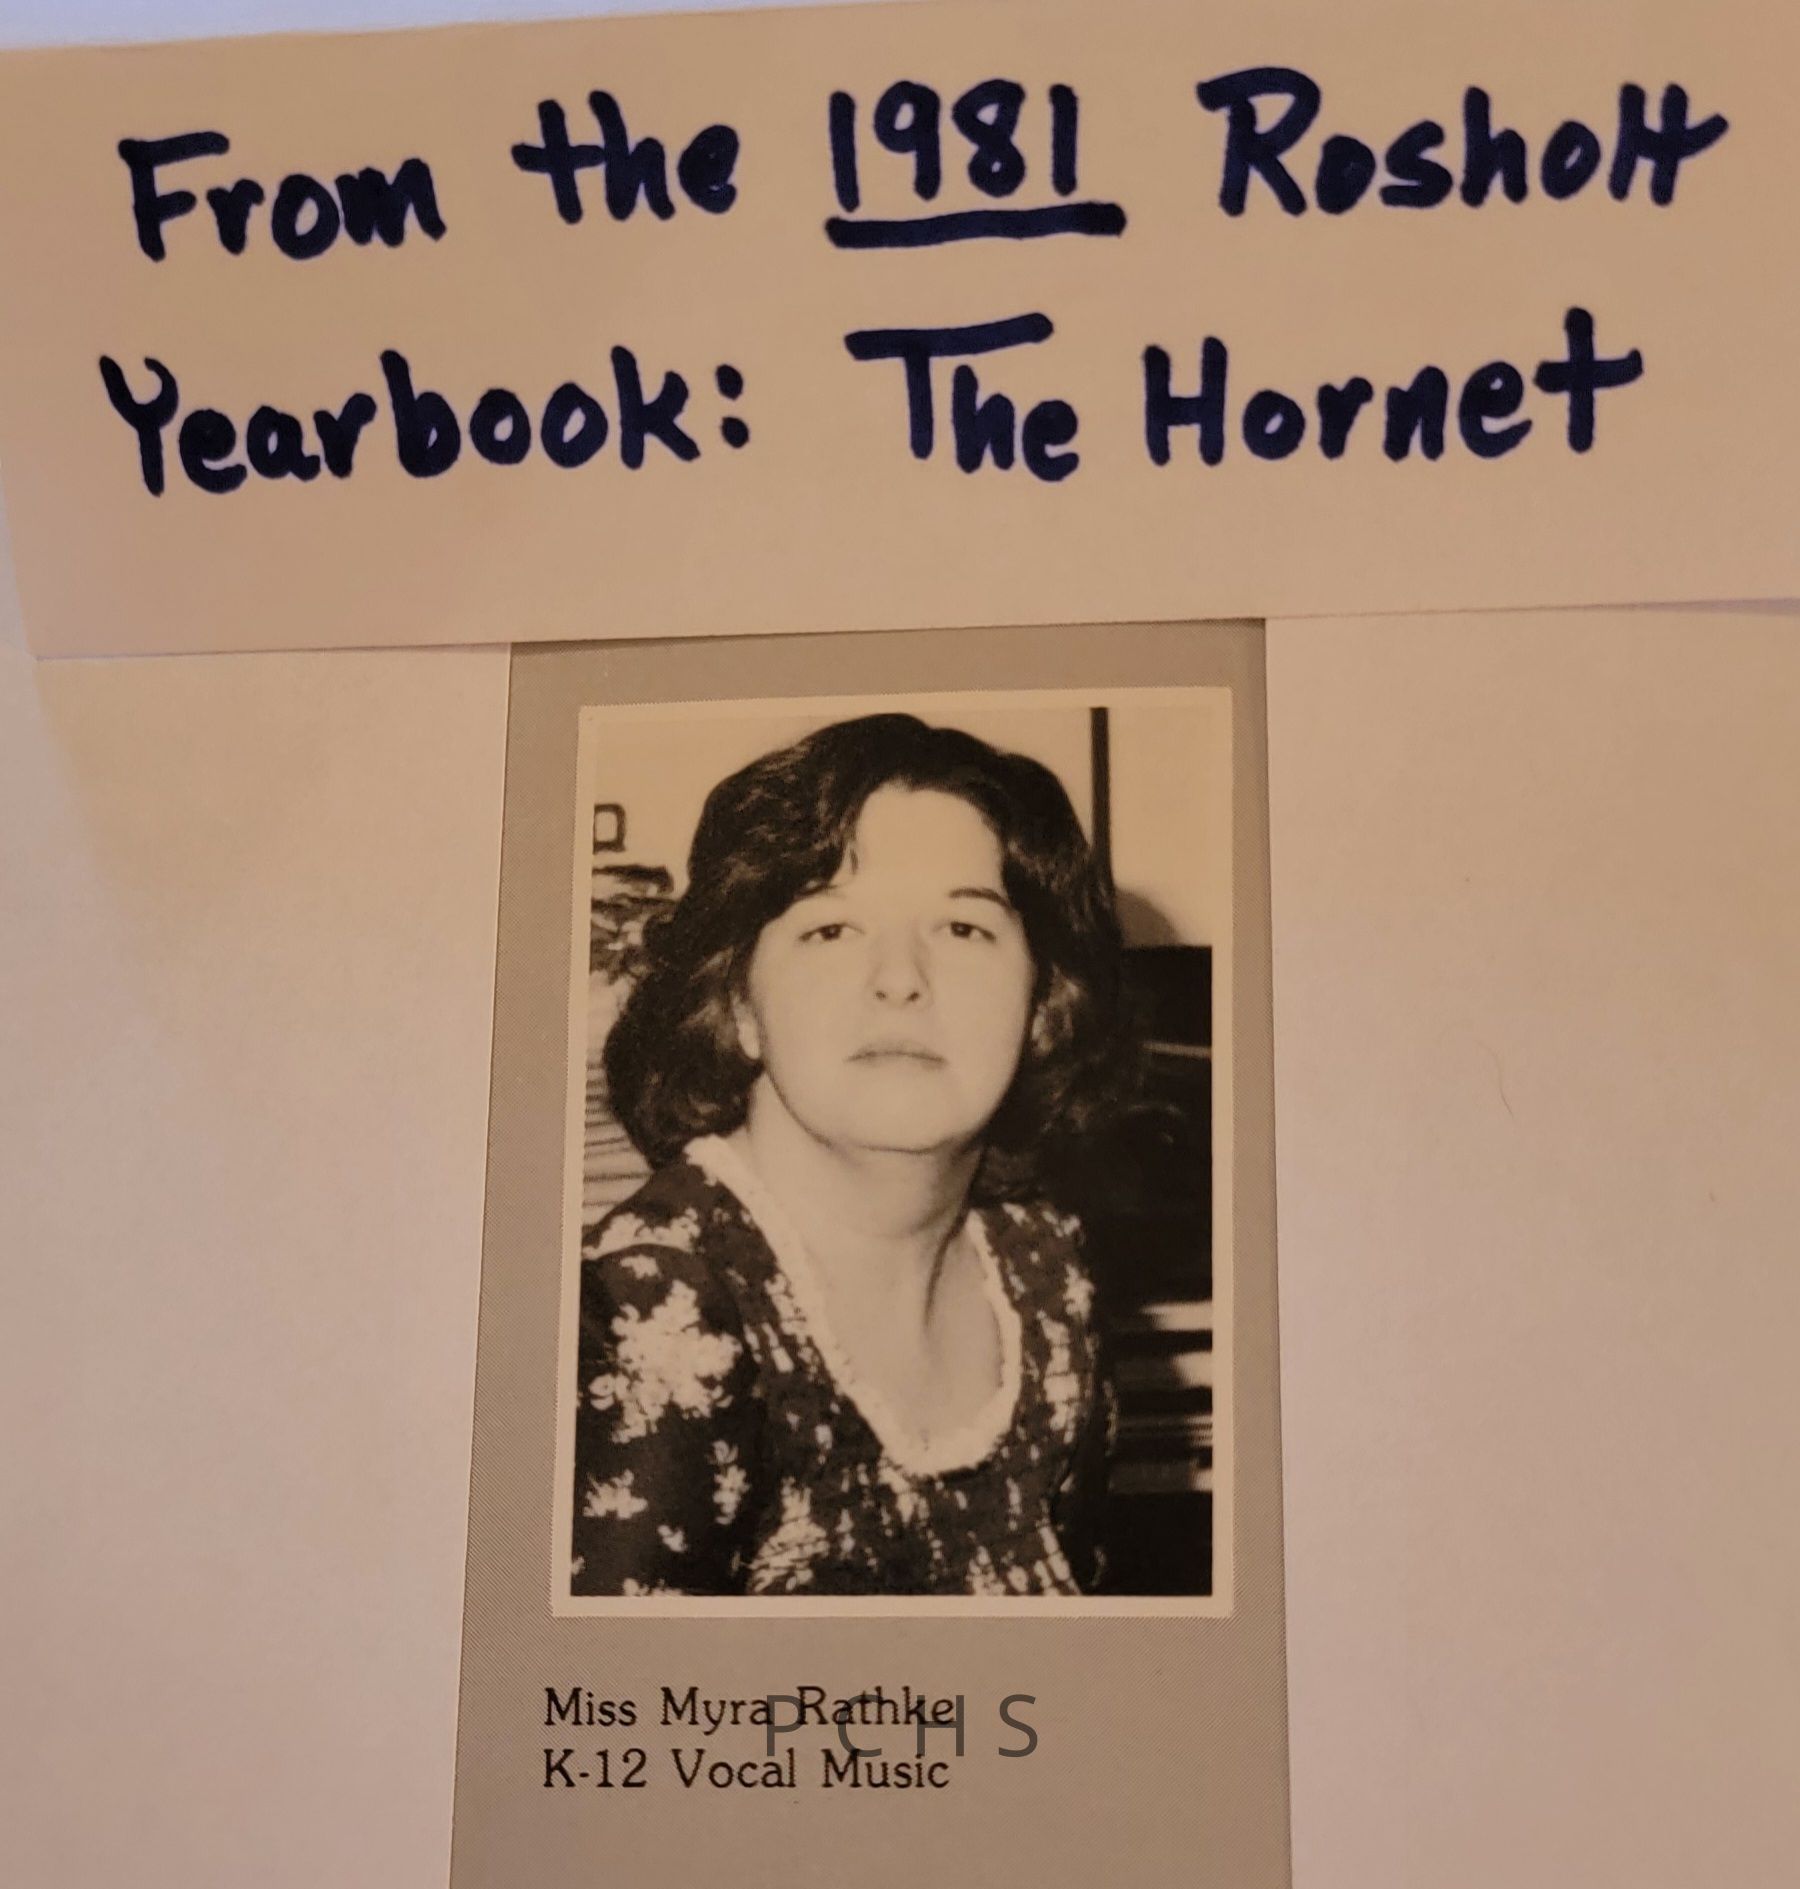 From the 1981 Rosholt
Yearbook: The Hornet
Miss Myra Rathke
K-12 Vocal Music
PCHS